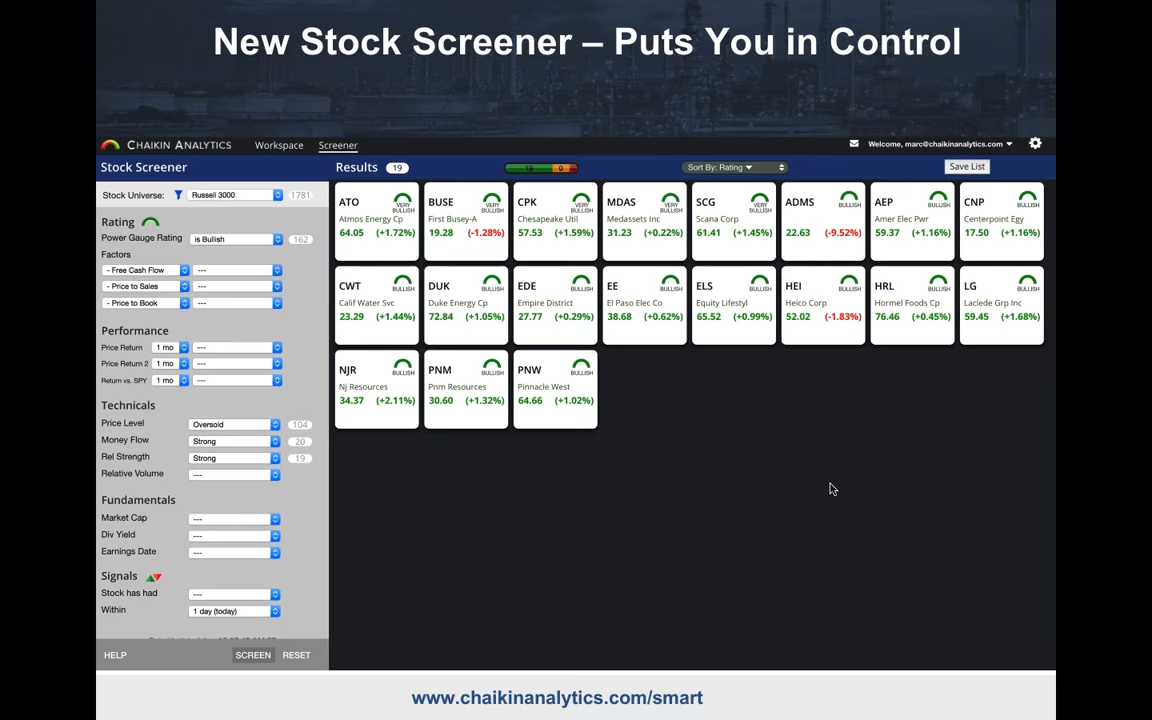 New Stock Screener – Puts You in Control
CHAIKIN ANALYTICS Workspace Screener Welcome, marc@chaikinanalytics.com
Stock Screener Results 19 Sort By: Rating Save List
Stock Universe: Russell 3000 1781
Rating
Power Gauge Rating is Bullish 162
Factors
- Free Cash Flow ---
- Price to Sales ---
- Price to Book ---
Performance
Price Return 1 mo ---
Price Return 2 1 mo ---
Return vs. SPY 1 mo ---
Technicals
Price Level Oversold 104
Money Flow Strong 20
Rel Strength Strong 19
Relative Volume ---
Fundamentals
Market Cap ---
Div Yield ---
Earnings Date ---
Signals
Stock has had ---
Within 1 day (today)
HELP SCREEN RESET
ATO VERY BULLISH
Atmos Energy Cp
64.05 (+1.72%)
BUSE VERY BULLISH
First Busey-A
19.28 (-1.28%)
CPK VERY BULLISH
Chesapeake Util
57.53 (+1.59%)
MDAS VERY BULLISH
Medassets Inc
31.23 (+0.22%)
SCG VERY BULLISH
Scana Corp
61.41 (+1.45%)
ADMS BULLISH
22.63 (-9.52%)
AEP BULLISH
Amer Elec Pwr
59.37 (+1.16%)
CNP BULLISH
Centerpoint Egy
17.50 (+1.16%)
CWT BULLISH
Calif Water Svc
23.29 (+1.44%)
DUK BULLISH
Duke Energy Cp
72.84 (+1.05%)
EDE BULLISH
Empire District
27.77 (+0.29%)
EE BULLISH
El Paso Elec Co
38.68 (+0.62%)
ELS BULLISH
Equity Lifestyl
65.52 (+0.99%)
HEI BULLISH
Heico Corp
52.02 (-1.83%)
HRL BULLISH
Hormel Foods Cp
76.46 (+0.45%)
LG BULLISH
Laclede Grp Inc
59.45 (+1.68%)
NJR BULLISH
Nj Resources
34.37 (+2.11%)
PNM BULLISH
Pnm Resources
30.60 (+1.32%)
PNW BULLISH
Pinnacle West
64.66 (+1.02%)
www.chaikinanalytics.com/smart